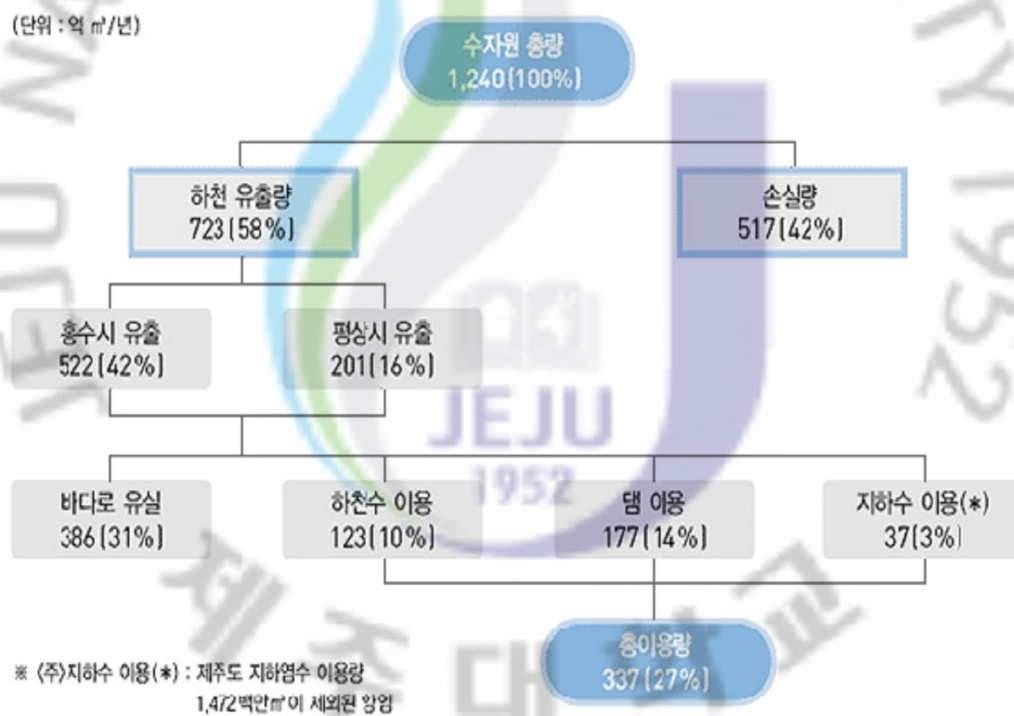 (단위 : 억 ㎥/년)
수자원 총량
1,240(100%)
하천 유출량
723(58%)
손실량
517(42%)
홍수시 유출
522(42%)
평상시 유출
201(16%)
바다로 유실
386(31%)
하천수 이용
123(10%)
댐 이용
177(14%)
지하수 이용(*)
37(3%)
총이용량
337(27%)
※ (주)지하수 이용(*) : 제주도 지하염수 이용량
1,472백만㎥이 제외된 양임
JEJU
1952
제주대학교